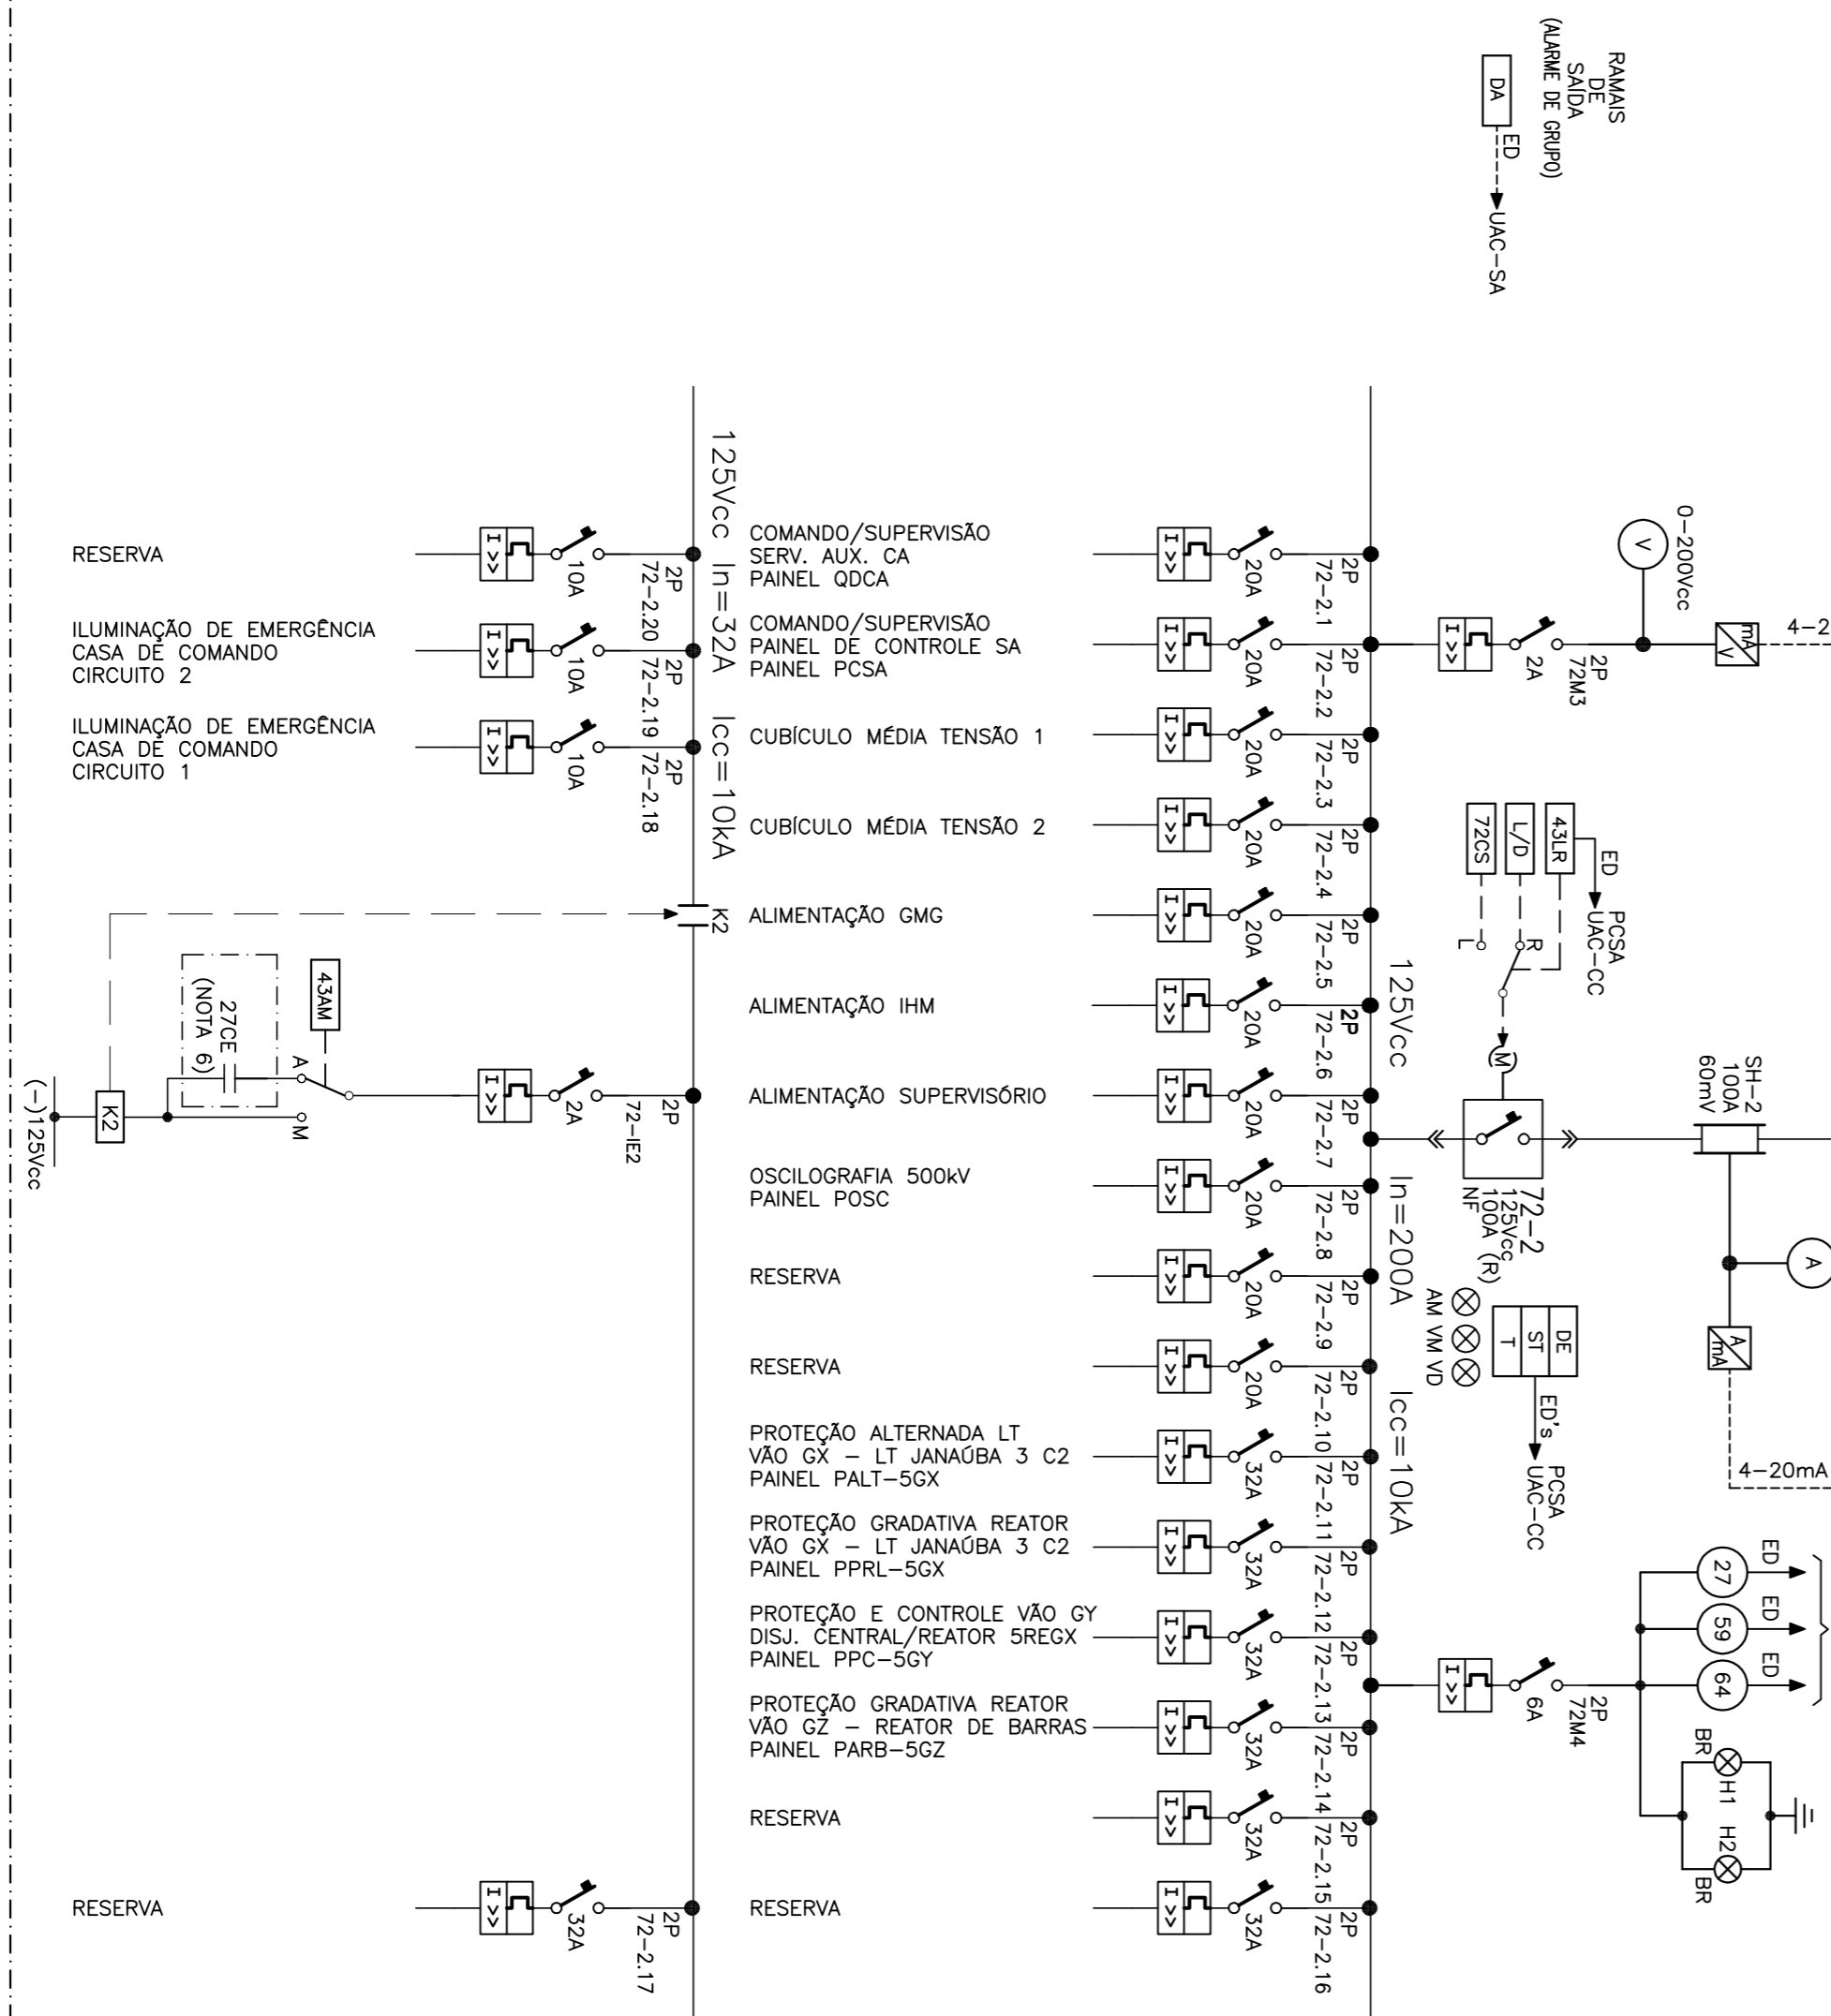 RAMAIS
DE
SAÍDA
(ALARME DE GRUPO)
DA
ED
UAC-SA
0-200Vcc
V
mA
V
4-2
2A
2P
72M3
I>>
125Vcc In=32A Icc=10kA
RESERVA
I>>
10A
2P
72-2.20
ILUMINAÇÃO DE EMERGÊNCIA
CASA DE COMANDO
CIRCUITO 2
I>>
10A
2P
72-2.19
ILUMINAÇÃO DE EMERGÊNCIA
CASA DE COMANDO
CIRCUITO 1
I>>
10A
2P
72-2.18
K2
43AM
27CE
(NOTA 6)
A
M
K2
(-)125Vcc
I>>
2A
2P
72-IE2
RESERVA
I>>
32A
2P
72-2.17
COMANDO/SUPERVISÃO
SERV. AUX. CA
PAINEL QDCA
I>>
20A
2P
72-2.1
COMANDO/SUPERVISÃO
PAINEL DE CONTROLE SA
PAINEL PCSA
I>>
20A
2P
72-2.2
CUBÍCULO MÉDIA TENSÃO 1
I>>
20A
2P
72-2.3
CUBÍCULO MÉDIA TENSÃO 2
I>>
20A
2P
72-2.4
ALIMENTAÇÃO GMG
I>>
20A
2P
72-2.5
ALIMENTAÇÃO IHM
I>>
20A
2P
72-2.6
ALIMENTAÇÃO SUPERVISÓRIO
I>>
20A
2P
72-2.7
OSCILOGRAFIA 500kV
PAINEL POSC
I>>
20A
2P
72-2.8
RESERVA
I>>
20A
2P
72-2.9
RESERVA
I>>
20A
2P
72-2.10
PROTEÇÃO ALTERNADA LT
VÃO GX - LT JANAÚBA 3 C2
PAINEL PALT-5GX
I>>
32A
2P
72-2.11
PROTEÇÃO GRADATIVA REATOR
VÃO GX - LT JANAÚBA 3 C2
PAINEL PPRL-5GX
I>>
32A
2P
72-2.12
PROTEÇÃO E CONTROLE VÃO GY
DISJ. CENTRAL/REATOR 5REGX
PAINEL PPC-5GY
I>>
32A
2P
72-2.13
PROTEÇÃO GRADATIVA REATOR
VÃO GZ - REATOR DE BARRAS
PAINEL PARB-5GZ
I>>
32A
2P
72-2.14
RESERVA
I>>
32A
2P
72-2.15
RESERVA
I>>
32A
2P
72-2.16
125Vcc In=200A Icc=10kA
43LR
L/D
72CS
ED
PCSA
UAC-CC
R
L
M
72-2
125Vcc
100A (R)
NF
SH-2
100A
60mV
A
A
mA
4-20mA
DE
ST
T
AM VM VD
ED's
PCSA
UAC-CC
27
ED
59
ED
64
ED
I>>
6A
2P
72M4
BR
H1
H2
BR